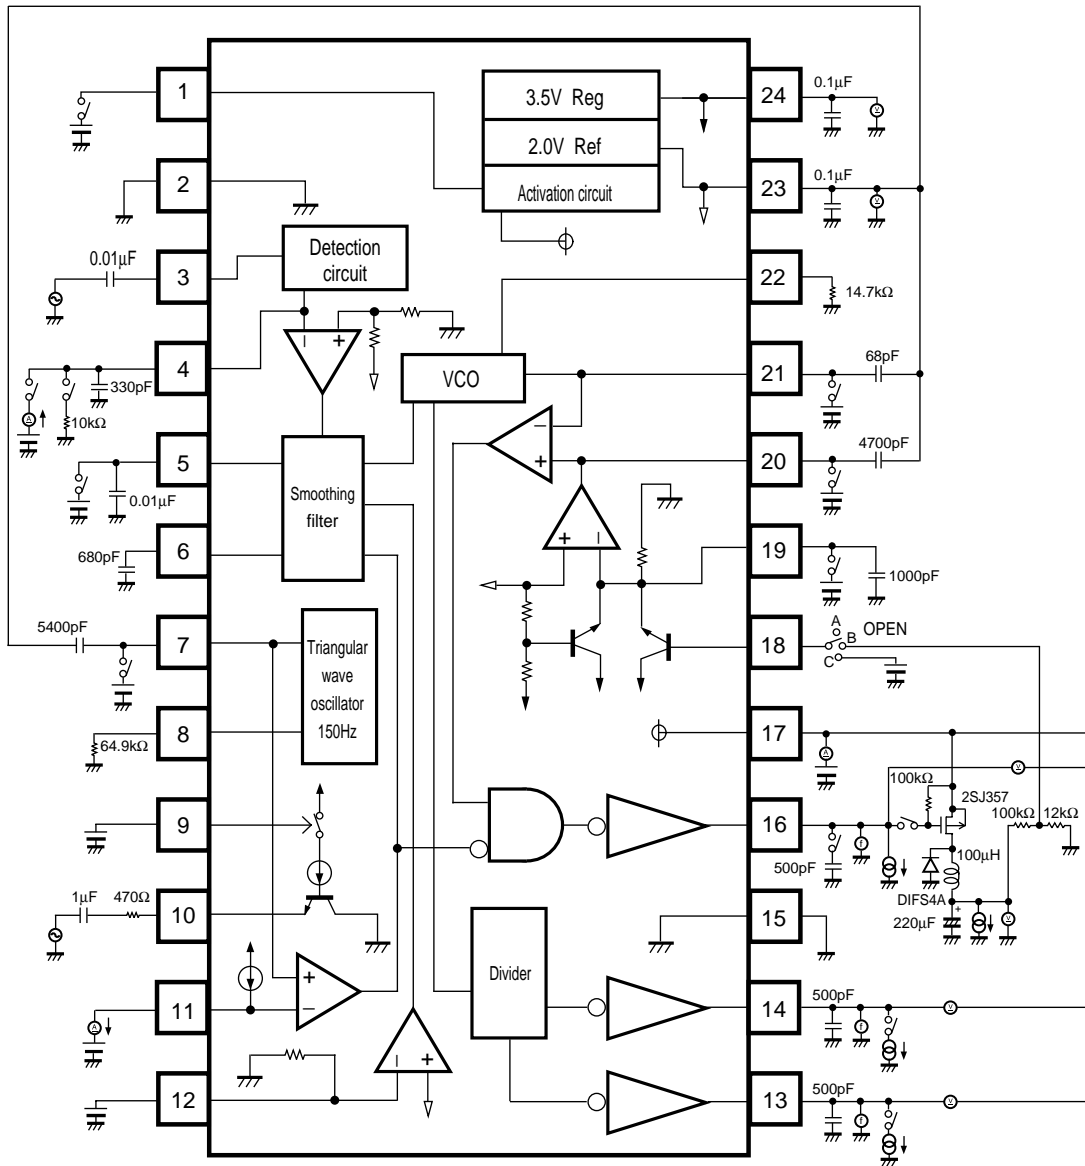 1
2
0.01µF
3
4
330pF
A
10kΩ
5
0.01µF
6
680pF
5400pF
7
8
64.9kΩ
9
1µF
470Ω
10
11
A
12
3.5V Reg
2.0V Ref
Activation circuit
Detection
circuit
− +
VCO
−
+
Smoothing
filter
+ −
Triangular
wave
oscillator
150Hz
+
−
− +
Divider
24
0.1µF
V
23
0.1µF
V
22
14.7kΩ
21
68pF
20
4700pF
19
1000pF
18
A
B
C
OPEN
17
A
V
100kΩ
2SJ357
16
500pF
f
100kΩ
12kΩ
100µH
DIFS4A
+
220µF
V
15
14
500pF
f
V
13
500pF
f
V